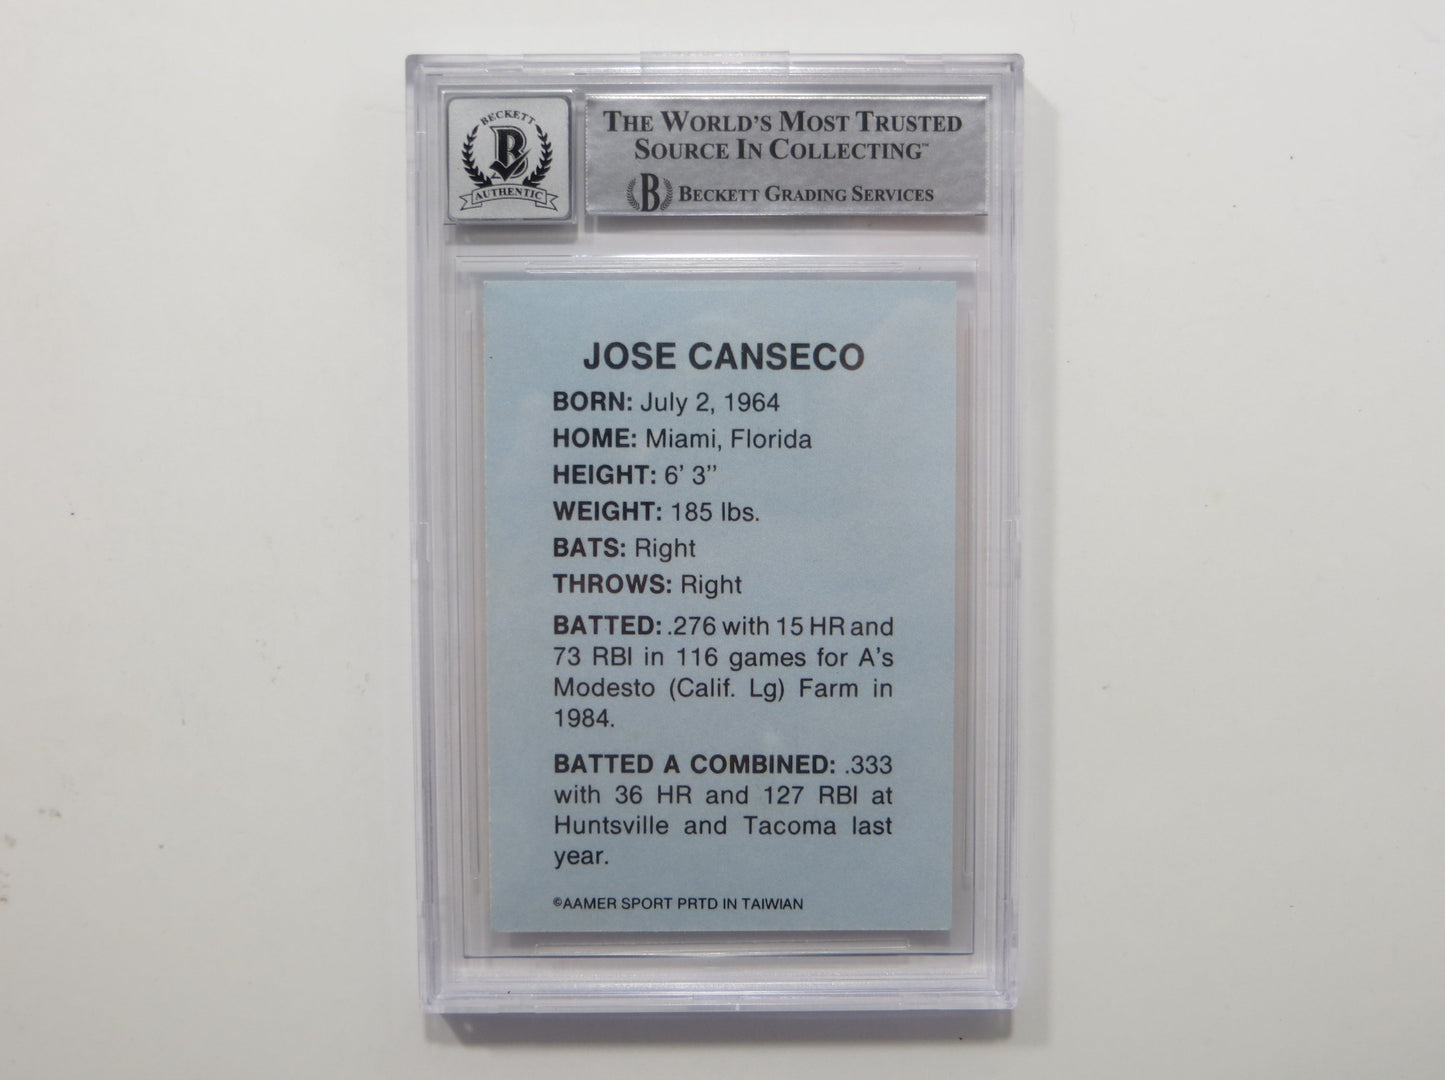 BECKETT
B
AUTHENTIC
THE WORLD'S MOST TRUSTED
SOURCE IN COLLECTING™
B BECKETT GRADING SERVICES
JOSE CANSECO
BORN: July 2, 1964
HOME: Miami, Florida
HEIGHT: 6' 3"
WEIGHT: 185 lbs.
BATS: Right
THROWS: Right
BATTED: .276 with 15 HR and
73 RBI in 116 games for A's
Modesto (Calif. Lg) Farm in
1984.
BATTED A COMBINED: .333
with 36 HR and 127 RBI at
Huntsville and Tacoma last
year.
©AAMER SPORT PRTD IN TAIWIAN